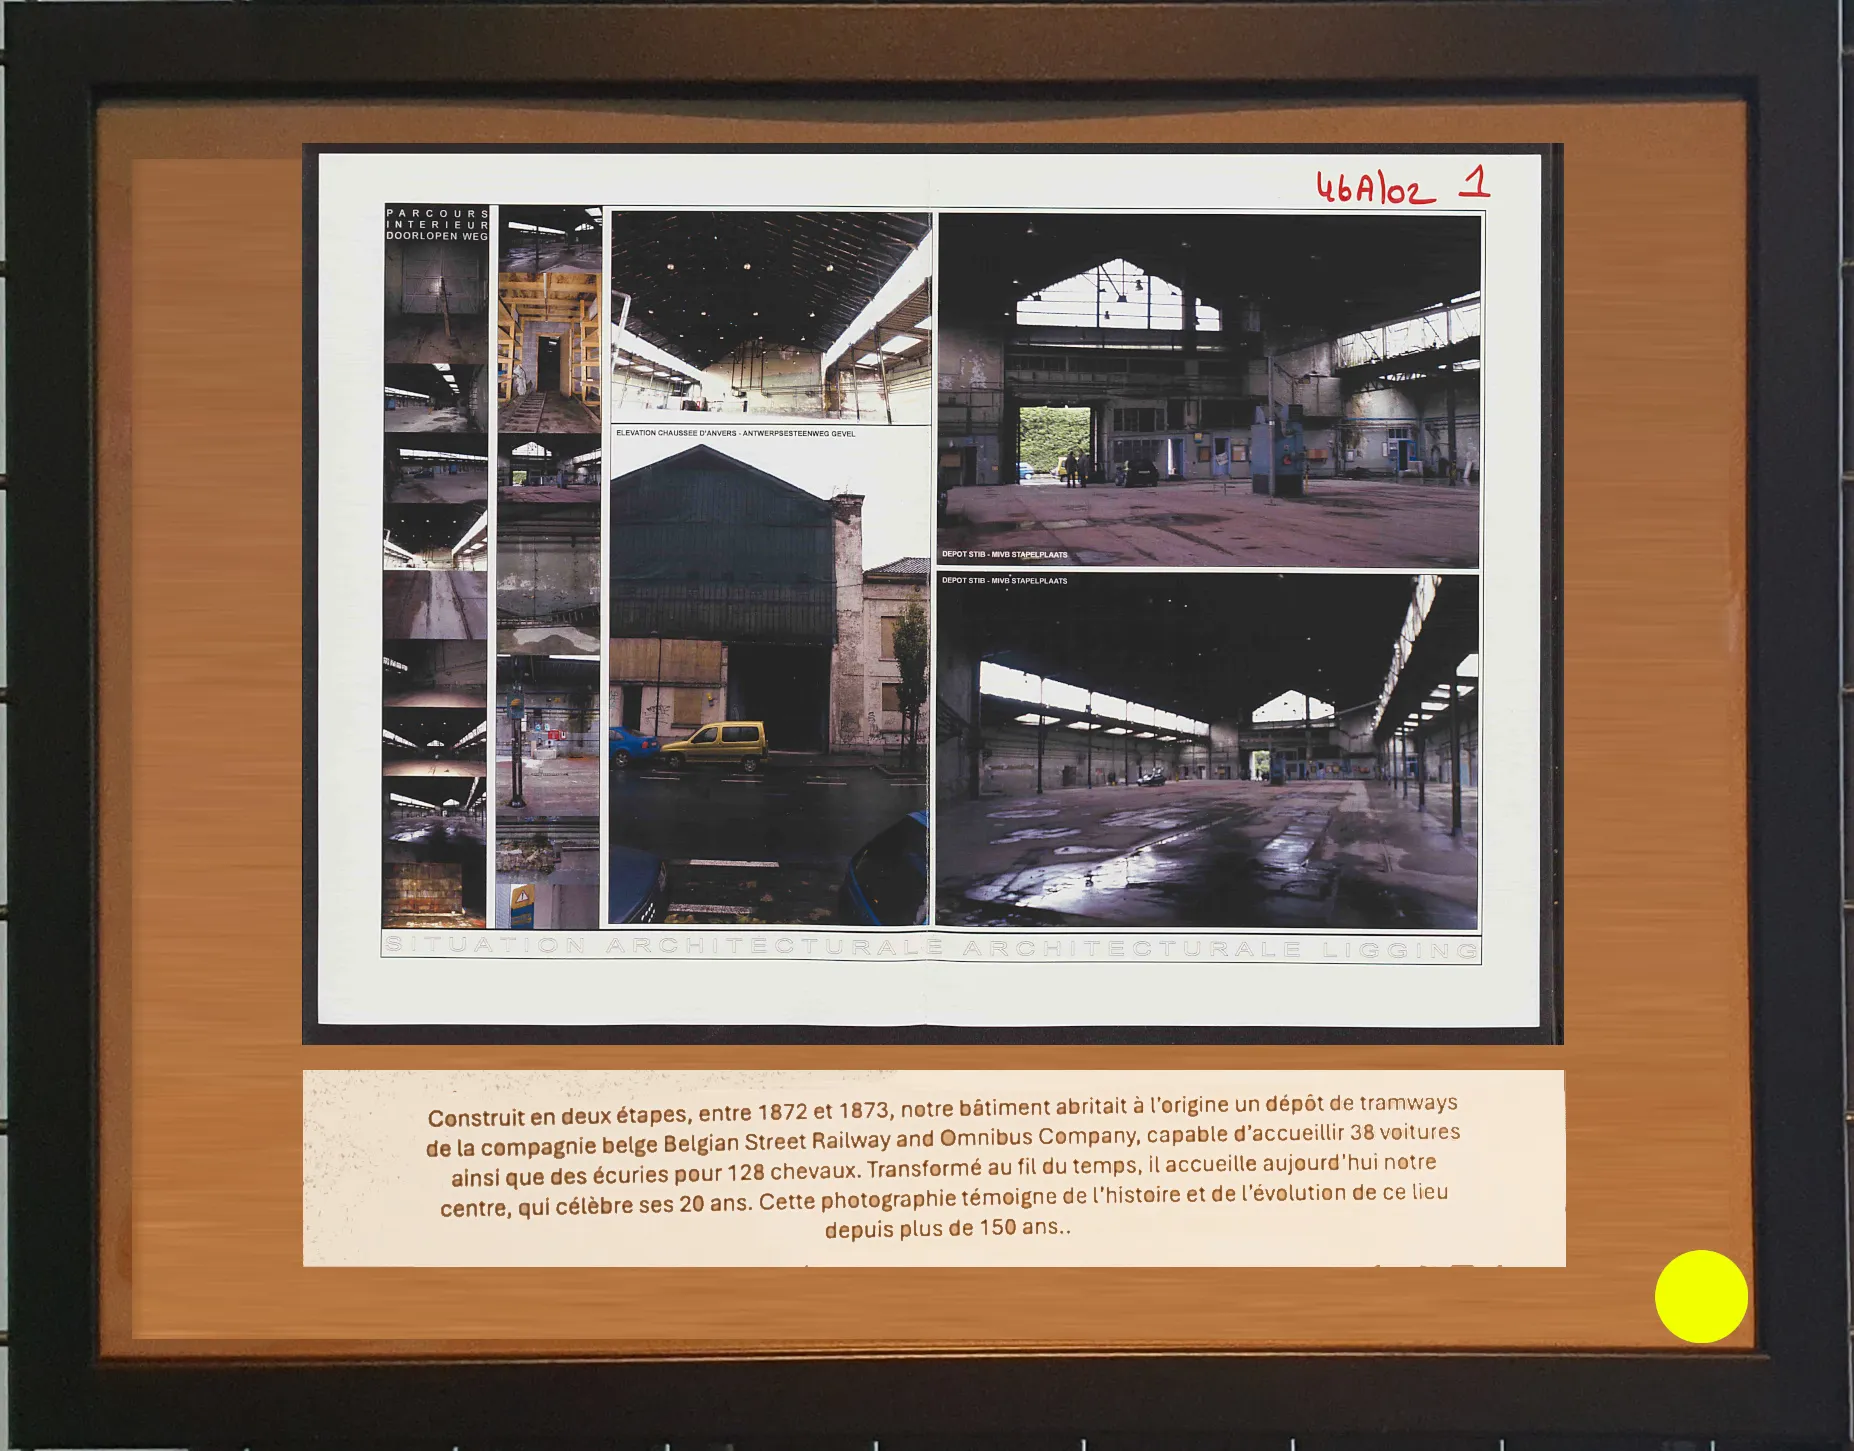 46A|02 1
PARCOURS
INTERIEUR
DOORLOPEN WEG
ELEVATION CHAUSSEE D'ANVERS - ANTWERPSESTEENWEG GEVEL
DEPOT STIB - MIVB STAPELPLAATS
DEPOT STIB - MIVB STAPELPLAATS
SITUATION ARCHITECTURALE ARCHITECTURALE LIGGING
Construit en deux étapes, entre 1872 et 1873, notre bâtiment abritait à l'origine un dépôt de tramways
de la compagnie belge Belgian Street Railway and Omnibus Company, capable d'accueillir 38 voitures
ainsi que des écuries pour 128 chevaux. Transformé au fil du temps, il accueille aujourd'hui notre
centre, qui célèbre ses 20 ans. Cette photographie témoigne de l'histoire et de l'évolution de ce lieu
depuis plus de 150 ans..